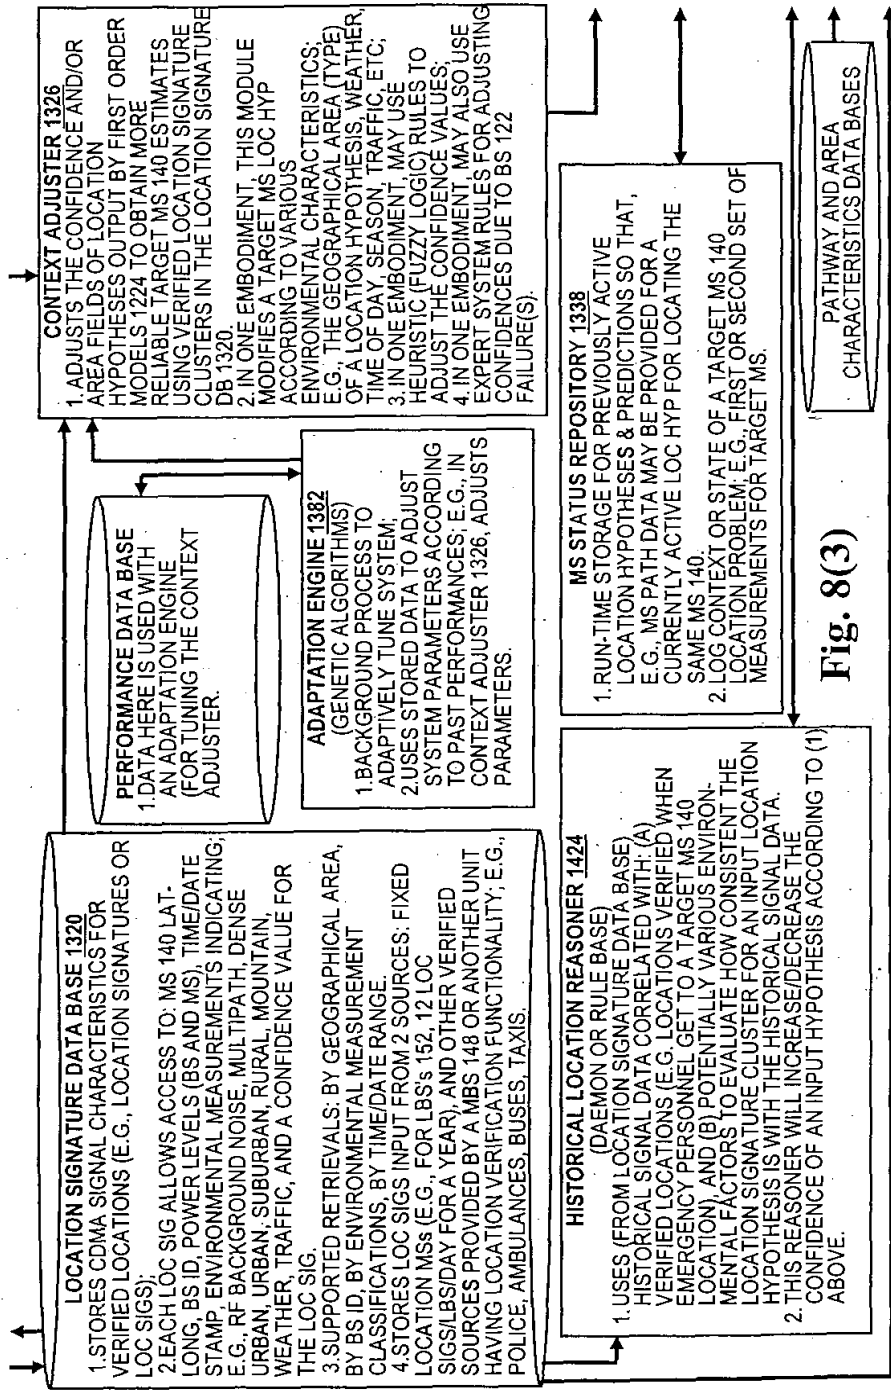 LOCATION SIGNATURE DATA BASE 1320
1.STORES CDMA SIGNAL CHARACTERISTICS FOR
VERIFIED LOCATIONS (E.G., LOCATION SIGNATURES OR
LOC SIGS);
2.EACH LOC SIG ALLOWS ACCESS TO: MS 140 LAT-
LONG, BS ID, POWER LEVELS (BS AND MS), TIME/DATE
STAMP, ENVIRONMENTAL MEASUREMENTS INDICATING;
E.G., RF BACKGROUND NOISE, MULTIPATH, DENSE
URBAN, URBAN, SUBURBAN, RURAL, MOUNTAIN,
WEATHER, TRAFFIC, AND A CONFIDENCE VALUE FOR
THE LOC SIG.
3.SUPPORTED RETRIEVALS: BY GEOGRAPHICAL AREA,
BY BS ID, BY ENVIRONMENTAL MEASUREMENT
CLASSIFICATIONS, BY TIME/DATE RANGE.
4.STORES LOC SIGS INPUT FROM 2 SOURCES: FIXED
LOCATION MSs (E.G., FOR LBS's 152, 12 LOC
SIGS/LBS/DAY FOR A YEAR), AND OTHER VERIFIED
SOURCES PROVIDED BY A MBS 148 OR ANOTHER UNIT
HAVING LOCATION VERIFICATION FUNCTIONALITY; E.G.,
POLICE, AMBULANCES, BUSES, TAXIS.
PERFORMANCE DATA BASE
1.DATA HERE IS USED WITH
AN ADAPTATION ENGINE
(FOR TUNING THE CONTEXT
ADJUSTER.
ADAPTATION ENGINE 1382
(GENETIC ALGORITHMS)
1.BACKGROUND PROCESS TO
ADAPTIVELY TUNE SYSTEM;
2.USES STORED DATA TO ADJUST
SYSTEM PARAMETERS ACCORDING
TO PAST PERFORMANCES; E.G., IN
CONTEXT ADJUSTER 1326, ADJUSTS
PARAMETERS.
CONTEXT ADJUSTER 1326
1. ADJUSTS THE CONFIDENCE AND/OR
AREA FIELDS OF LOCATION
HYPOTHESES OUTPUT BY FIRST ORDER
MODELS 1224 TO OBTAIN MORE
RELIABLE TARGET MS 140 ESTIMATES
USING VERIFIED LOCATION SIGNATURE
CLUSTERS IN THE LOCATION SIGNATURE
DB 1320.
2. IN ONE EMBODIMENT, THIS MODULE
MODIFIES A TARGET MS LOC HYP
ACCORDING TO VARIOUS
ENVIRONMENTAL CHARACTERISTICS;
E.G., THE GEOGRAPHICAL AREA (TYPE)
OF A LOCATION HYPOTHESIS, WEATHER,
TIME OF DAY, SEASON, TRAFFIC, ETC;
3. IN ONE EMBODIMENT, MAY USE
HEURISTIC (FUZZY LOGIC) RULES TO
ADJUST THE CONFIDENCE VALUES;
4. IN ONE EMBODIMENT, MAY ALSO USE
EXPERT SYSTEM RULES FOR ADJUSTING
CONFIDENCES DUE TO BS 122
FAILURE(S).
HISTORICAL LOCATION REASONER 1424
(DAEMON OR RULE BASE)
1. USES (FROM LOCATION SIGNATURE DATA BASE)
HISTORICAL SIGNAL DATA CORRELATED WITH: (A)
VERIFIED LOCATIONS (E.G. LOCATIONS VERIFIED WHEN
EMERGENCY PERSONNEL GET TO A TARGET MS 140
LOCATION), AND (B) POTENTIALLY VARIOUS ENVIRON-
MENTAL FACTORS TO EVALUATE HOW CONSISTENT THE
LOCATION SIGNATURE CLUSTER FOR AN INPUT LOCATION
HYPOTHESIS IS WITH THE HISTORICAL SIGNAL DATA.
2. THIS REASONER WILL INCREASE/DECREASE THE
CONFIDENCE OF AN INPUT HYPOTHESIS ACCORDING TO (1)
ABOVE.
MS STATUS REPOSITORY 1338
1. RUN-TIME STORAGE FOR PREVIOUSLY ACTIVE
LOCATION HYPOTHESES & PREDICTIONS SO THAT,
E.G., MS PATH DATA MAY BE PROVIDED FOR A
CURRENTLY ACTIVE LOC HYP FOR LOCATING THE
SAME MS 140.
2. LOG CONTEXT OR STATE OF A TARGET MS 140
LOCATION PROBLEM; E.G., FIRST OR SECOND SET OF
MEASUREMENTS FOR TARGET MS.
PATHWAY AND AREA
CHARACTERISTICS DATA BASES
Fig. 8(3)